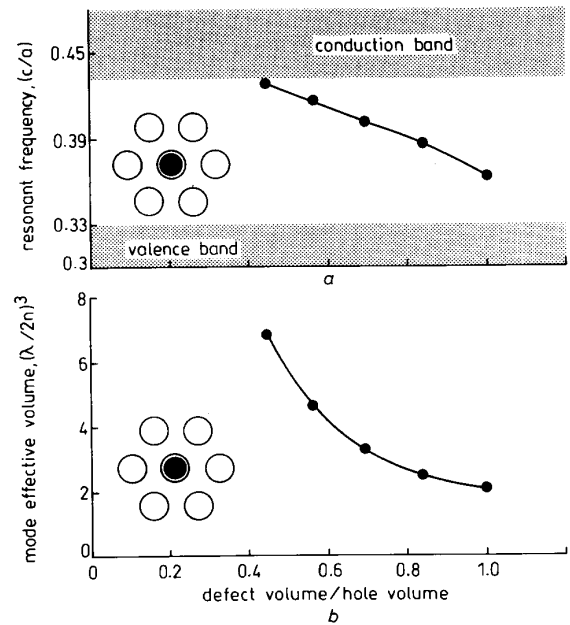 resonant frequency, (c/a)
0.45
0.39
0.33
0.3
conduction band
valence band
a
mode effective volume, (λ/2n)³
8
6
4
2
0
0 0.2 0.4 0.6 0.8 1.0
defect volume/hole volume
b